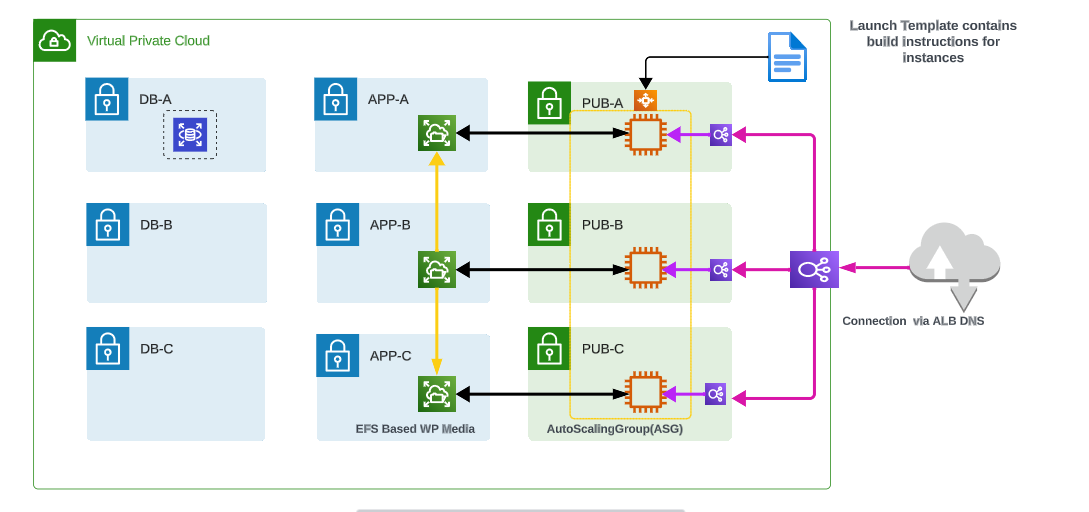 Virtual Private Cloud
Launch Template contains
build instructions for
instances
DB-A
APP-A
PUB-A
DB-B
APP-B
PUB-B
Connection via ALB DNS
DB-C
APP-C
PUB-C
EFS Based WP Media
AutoScalingGroup(ASG)